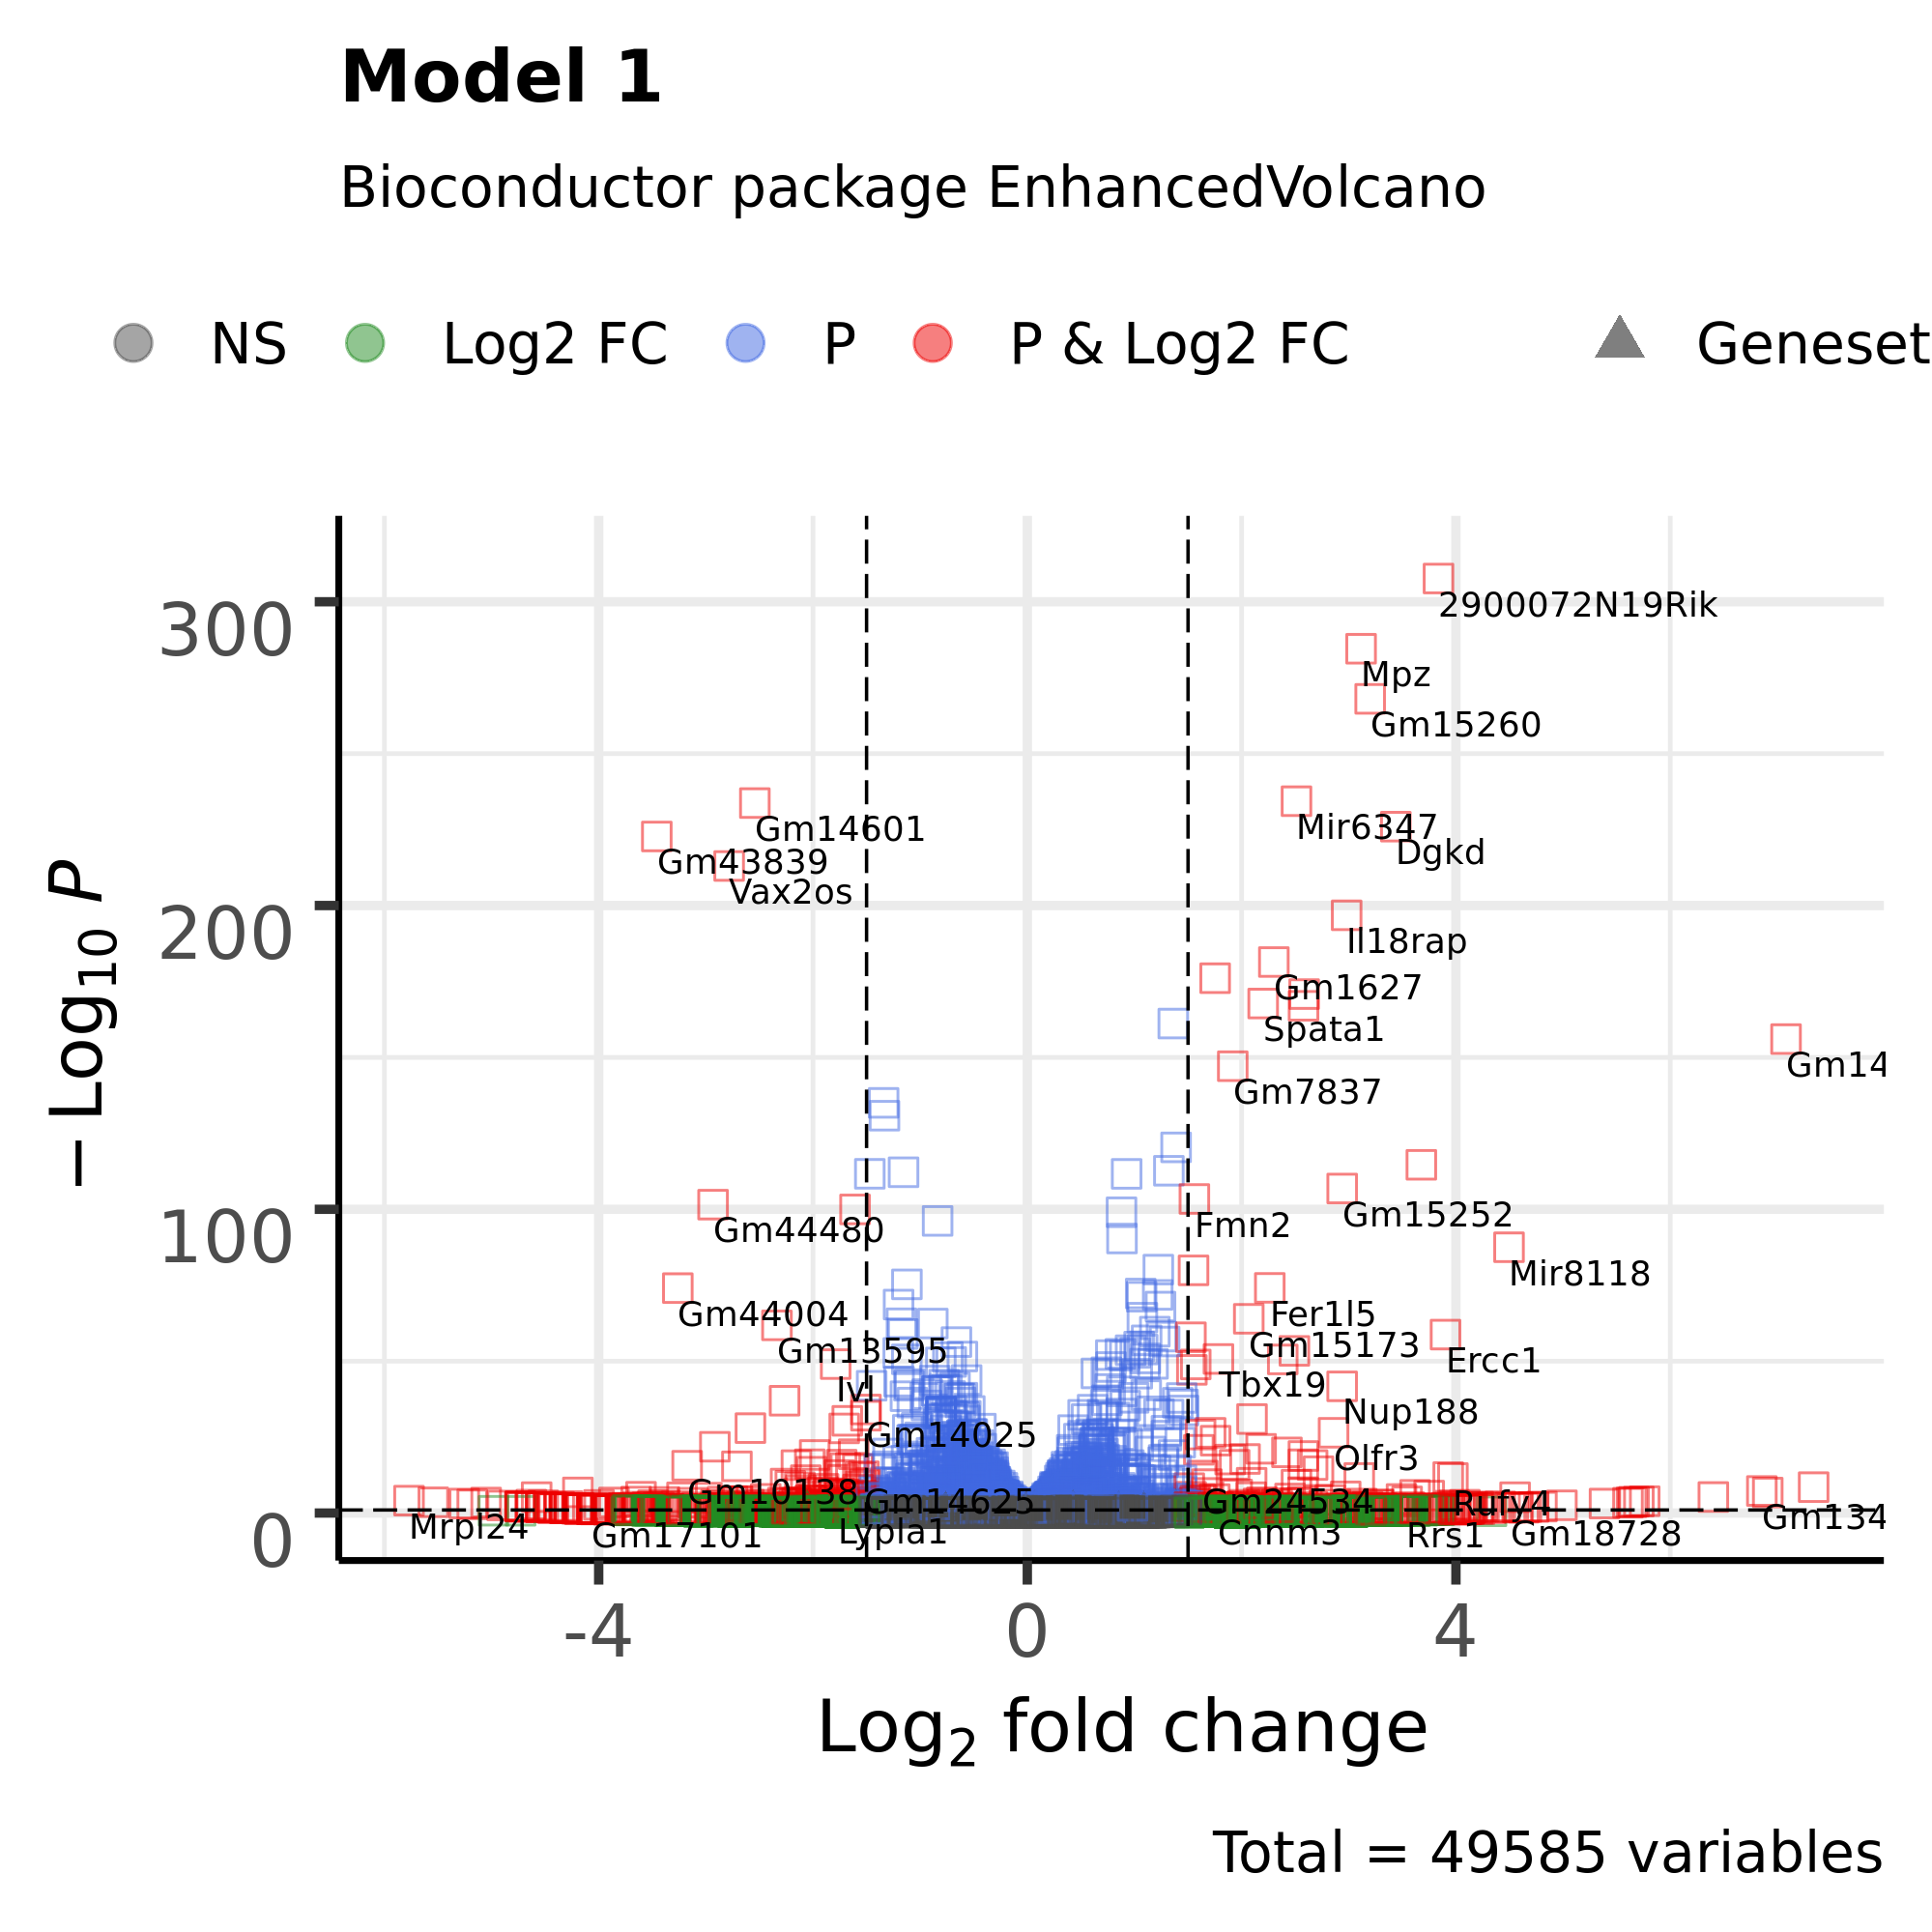 Model 1
Bioconductor package EnhancedVolcano
NS Log2 FC P P & Log2 FC Geneset
− Log10 P
300
200
100
0
2900072N19Rik
Mpz
Gm15260
Gm14601
Mir6347
Gm43839
Dgkd
Vax2os
Il18rap
Gm1627
Spata1
Gm14
Gm7837
Gm44480
Fmn2
Gm15252
Mir8118
Gm44004
Fer1l5
Gm13595
Gm15173
Ercc1
Ivl
Tbx19
Nup188
Gm14025
Olfr3
Gm10138
Gm14625
Gm24534
Rufy4
Mrpl24
Gm17101
Lypla1
Cnnm3
Rrs1
Gm18728
Gm134
-4 0 4
Log2 fold change
Total = 49585 variables